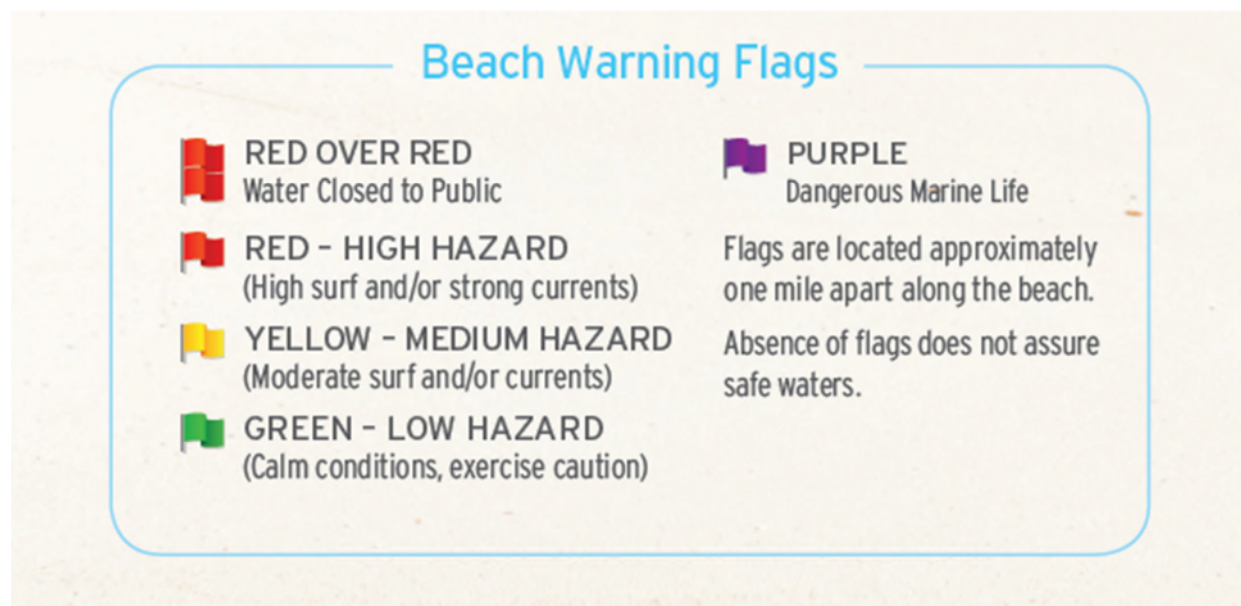 Beach Warning Flags
RED OVER RED
Water Closed to Public
RED – HIGH HAZARD
(High surf and/or strong currents)
YELLOW – MEDIUM HAZARD
(Moderate surf and/or currents)
GREEN – LOW HAZARD
(Calm conditions, exercise caution)
PURPLE
Dangerous Marine Life
Flags are located approximately
one mile apart along the beach.
Absence of flags does not assure
safe waters.